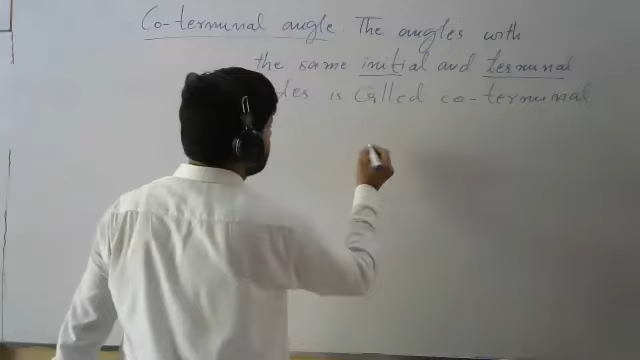 Co-terminal angle. The angles with
the same initial and terminal
des is called co-terminal